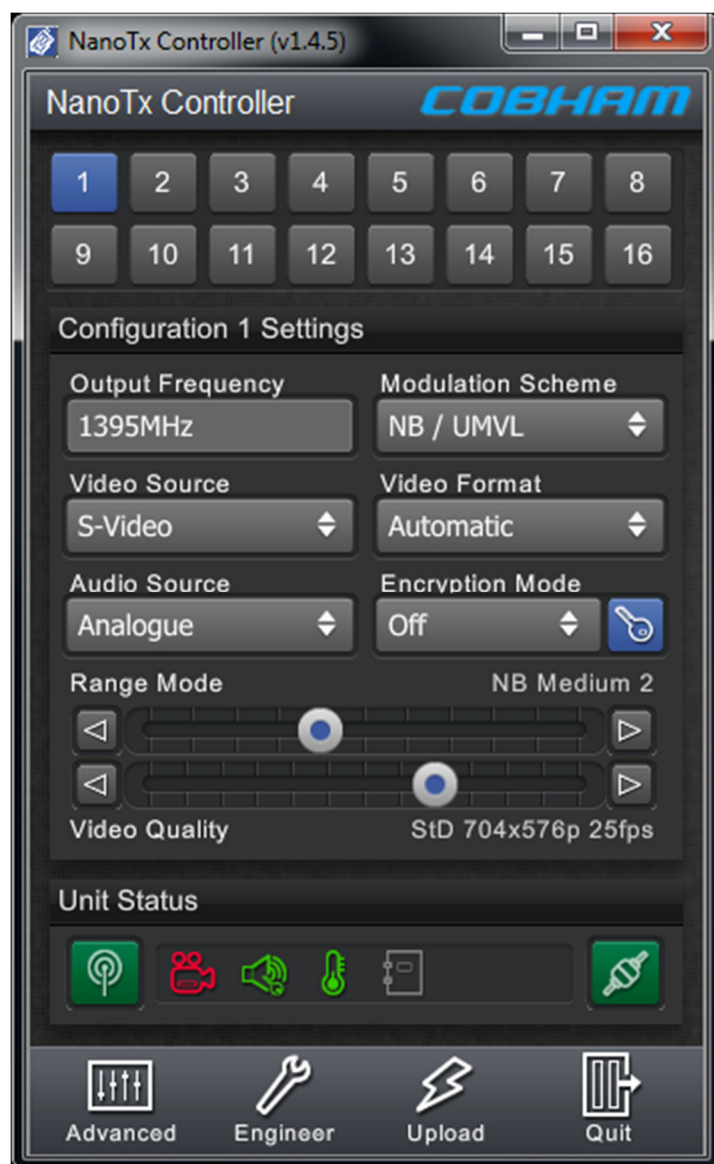 NanoTx Controller (v1.4.5)
NanoTx Controller COBHAM
1 2 3 4 5 6 7 8
9 10 11 12 13 14 15 16
Configuration 1 Settings
Output Frequency Modulation Scheme
1395MHz NB / UMVL
Video Source Video Format
S-Video Automatic
Audio Source Encryption Mode
Analogue Off
Range Mode NB Medium 2
Video Quality StD 704x576p 25fps
Unit Status
Advanced Engineer Upload Quit